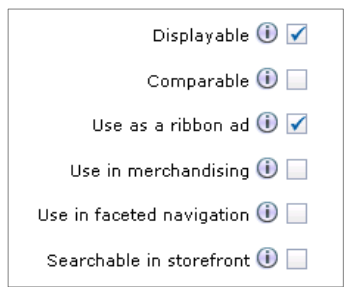 Displayable
Comparable
Use as a ribbon ad
Use in merchandising
Use in faceted navigation
Searchable in storefront